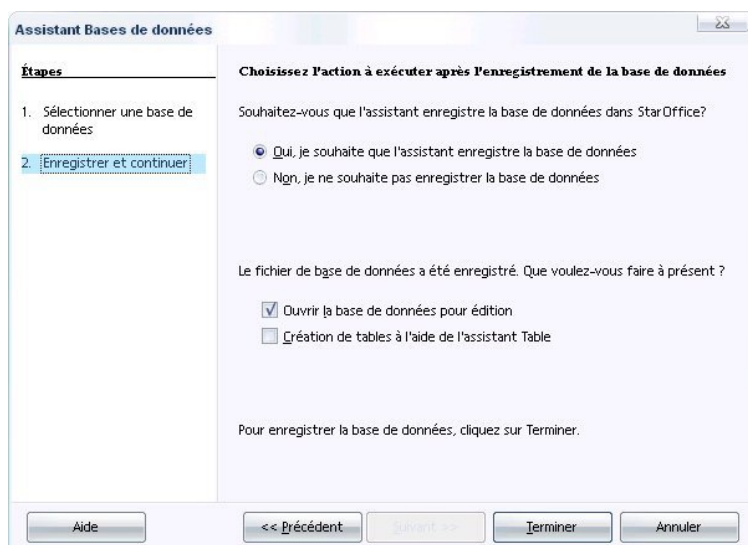 Assistant Bases de données
Étapes
1. Sélectionner une base de
données
2. Enregistrer et continuer
Choisissez l'action à exécuter après l'enregistrement de la base de données
Souhaitez-vous que l'assistant enregistre la base de données dans StarOffice?
Oui, je souhaite que l'assistant enregistre la base de données
Non, je ne souhaite pas enregistrer la base de données
Le fichier de base de données a été enregistré. Que voulez-vous faire à présent ?
Ouvrir la base de données pour édition
Création de tables à l'aide de l'assistant Table
Pour enregistrer la base de données, cliquez sur Terminer.
Aide
<< Précédent
Suivant >>
Terminer
Annuler